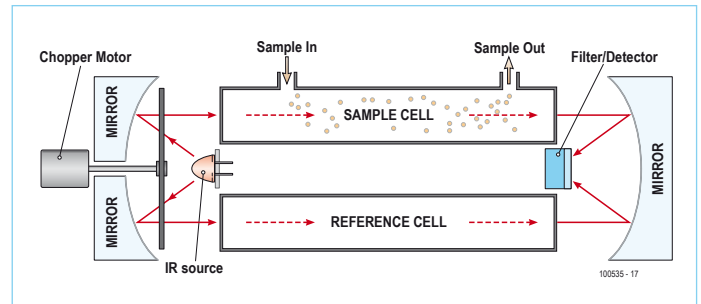 Chopper Motor
Sample In
Sample Out
Filter/Detector
MIRROR
SAMPLE CELL
MIRROR
MIRROR
REFERENCE CELL
IR source
100535 - 17